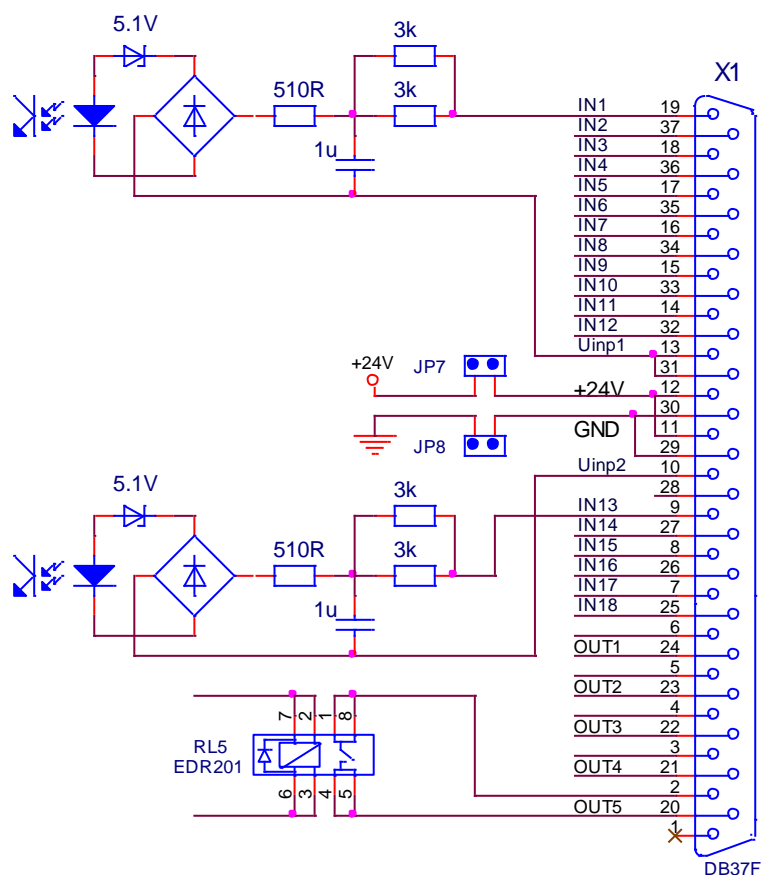 5.1V
3k
X1
510R
3k
1u
IN1 19
IN2 37
IN3 18
IN4 36
IN5 17
IN6 35
IN7 16
IN8 34
IN9 15
IN10 33
IN11 14
IN12 32
Uinp1 13
31
+24V JP7 +24V 12
30
GND 11
JP8 29
Uinp2 10
28
5.1V
3k
IN13 9
IN14 27
510R 3k IN15 8
IN16 26
IN17 7
1u IN18 25
6
OUT1 24
5
OUT2 23
4
7 2 1 8
OUT3 22
RL5
EDR201
3
OUT4 21
6 3 4 5
2
OUT5 20
1
DB37F